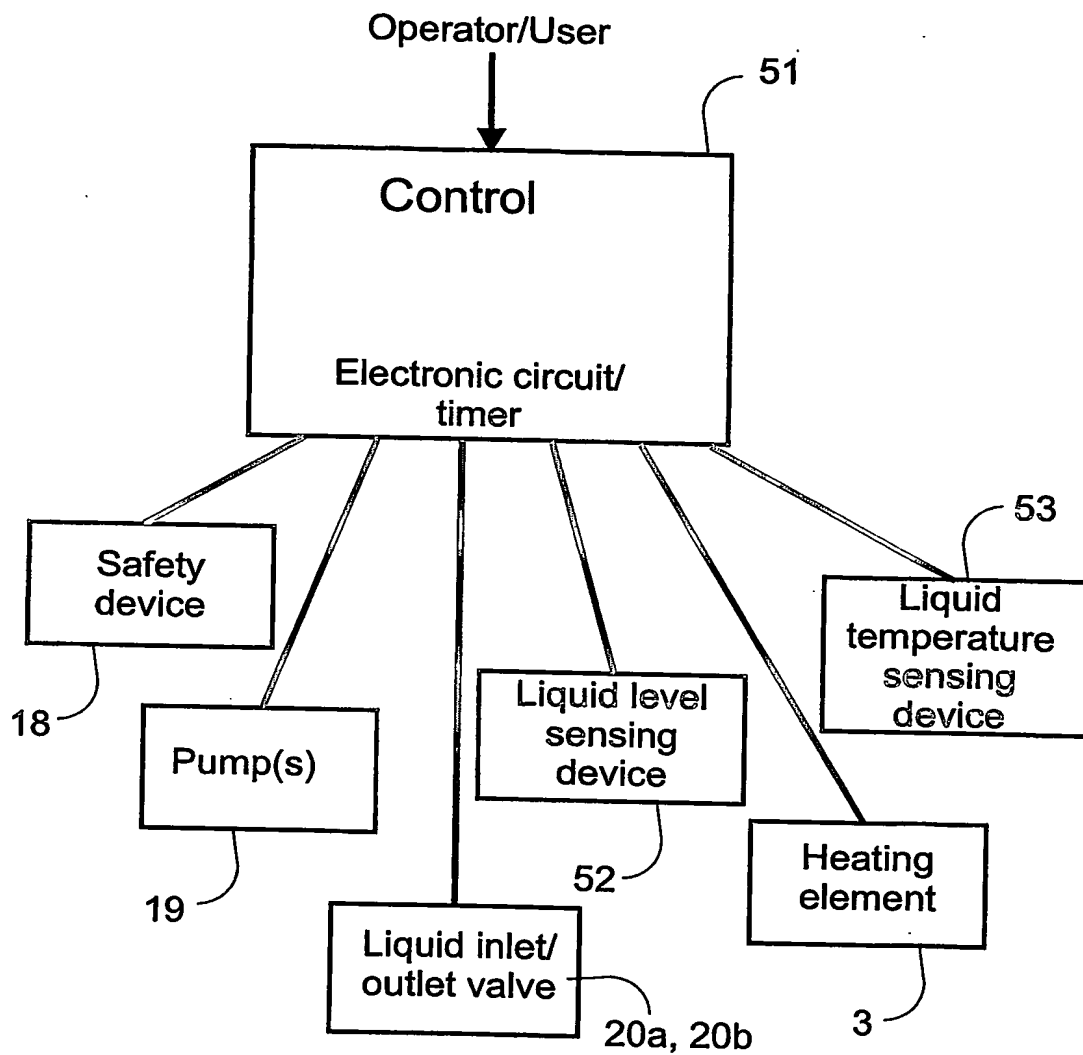 Operator/User
51
Control
Electronic circuit/
timer
Safety
device
18
Pump(s)
19
Liquid inlet/
outlet valve
20a, 20b
Liquid level
sensing
device
52
Heating
element
3
53
Liquid
temperature
sensing
device